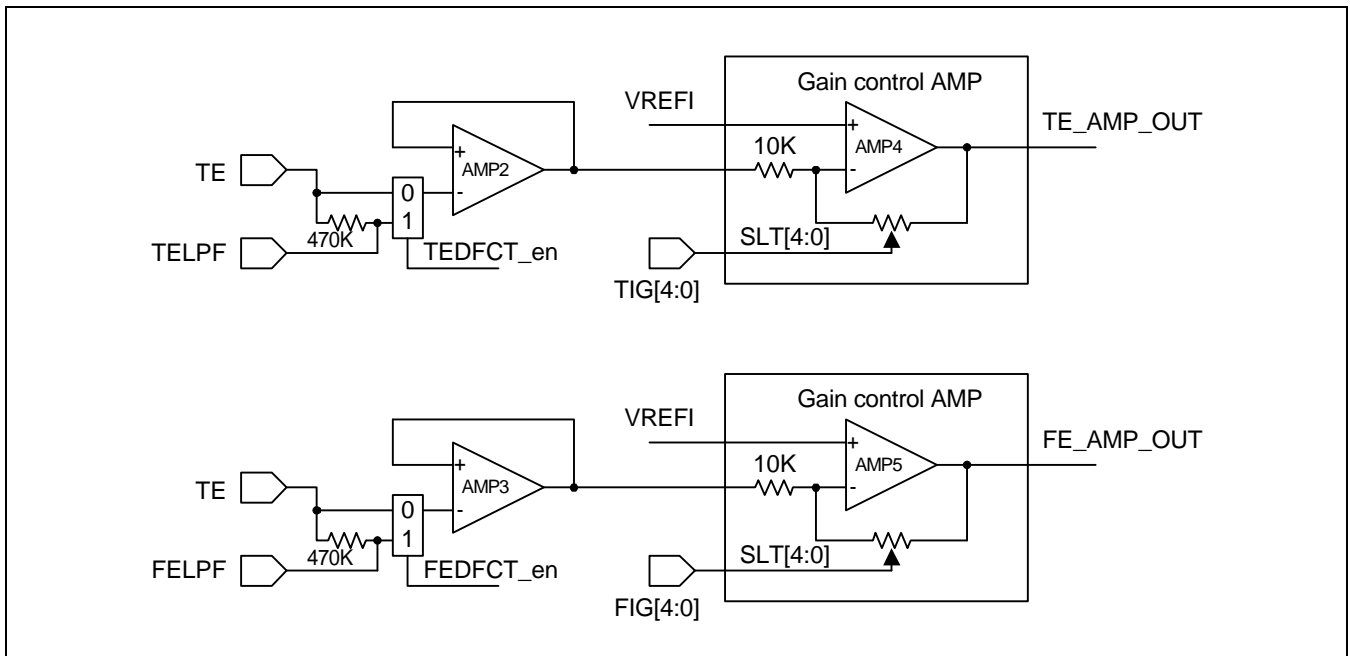 Gain control AMP
VREFI
TE_AMP_OUT
+
10K
AMP4
-
TE
+
AMP2
-
0
1
470K
TELPF
TEDFCT_en
SLT[4:0]
TIG[4:0]
Gain control AMP
VREFI
FE_AMP_OUT
+
10K
AMP5
-
TE
+
AMP3
-
0
1
470K
FELPF
FEDFCT_en
SLT[4:0]
FIG[4:0]